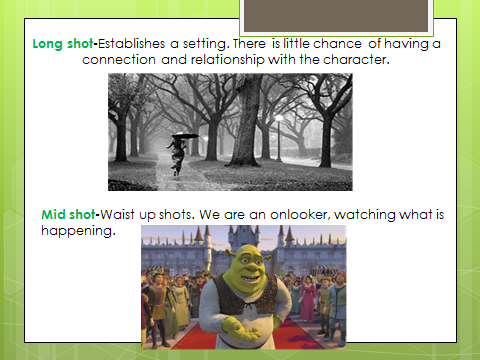 Long shot-Establishes a setting. There is little chance of having a
connection and relationship with the character.
Mid shot-Waist up shots. We are an onlooker, watching what is
happening.